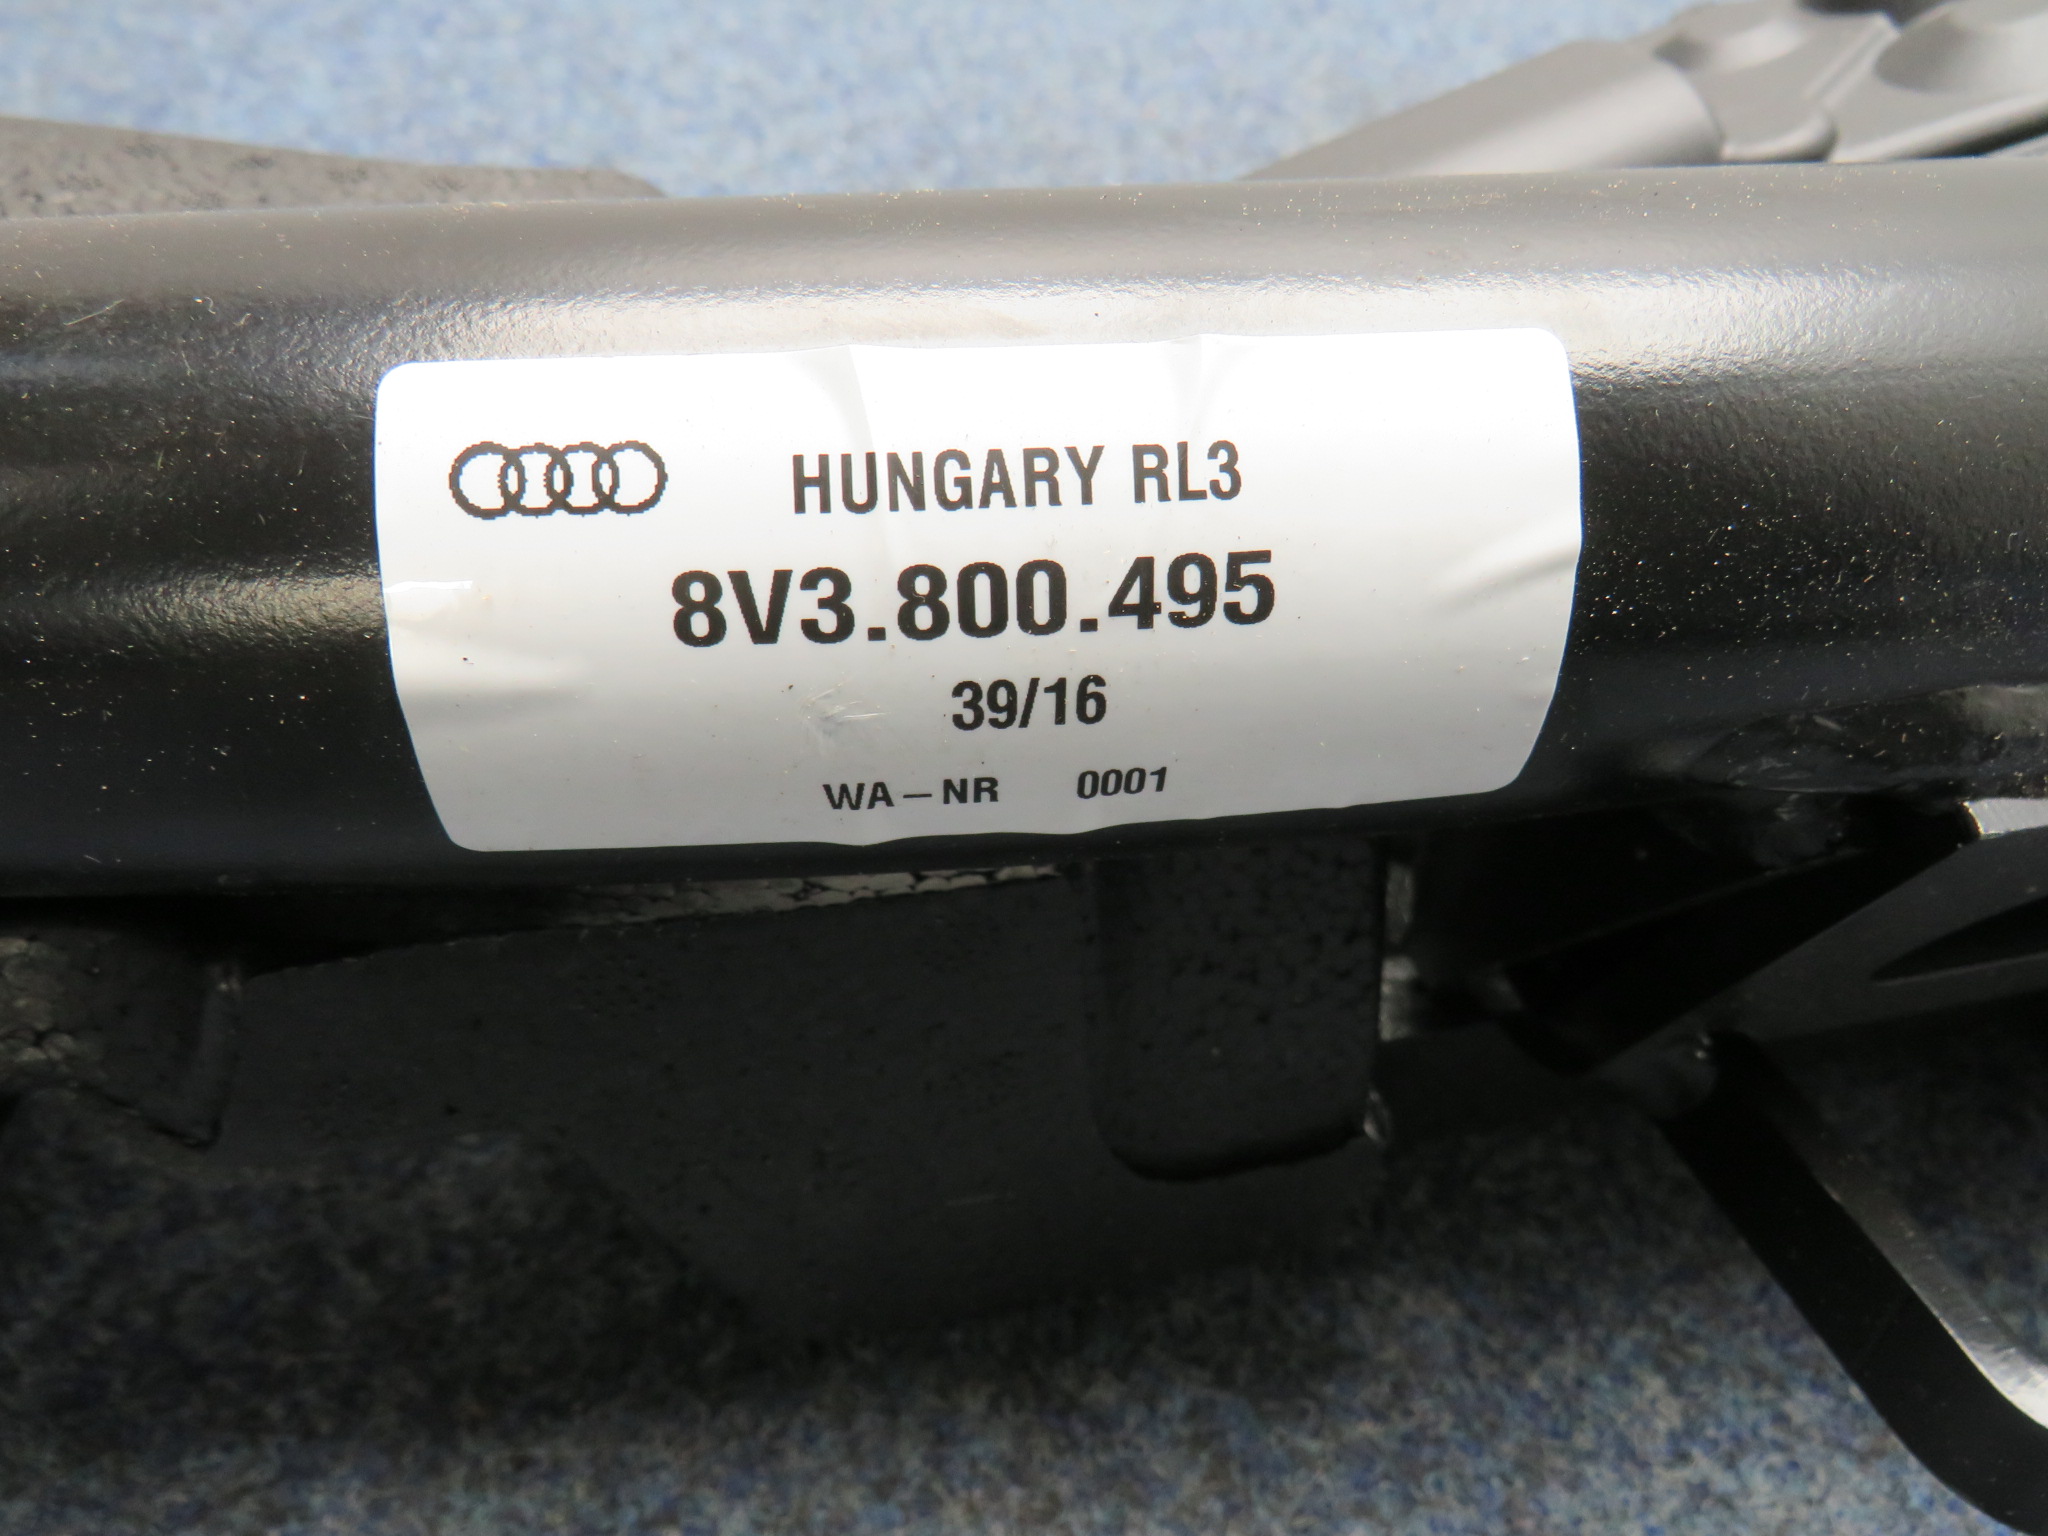 HUNGARY RL3
8V3.800.495
39/16
WA-NR 0001